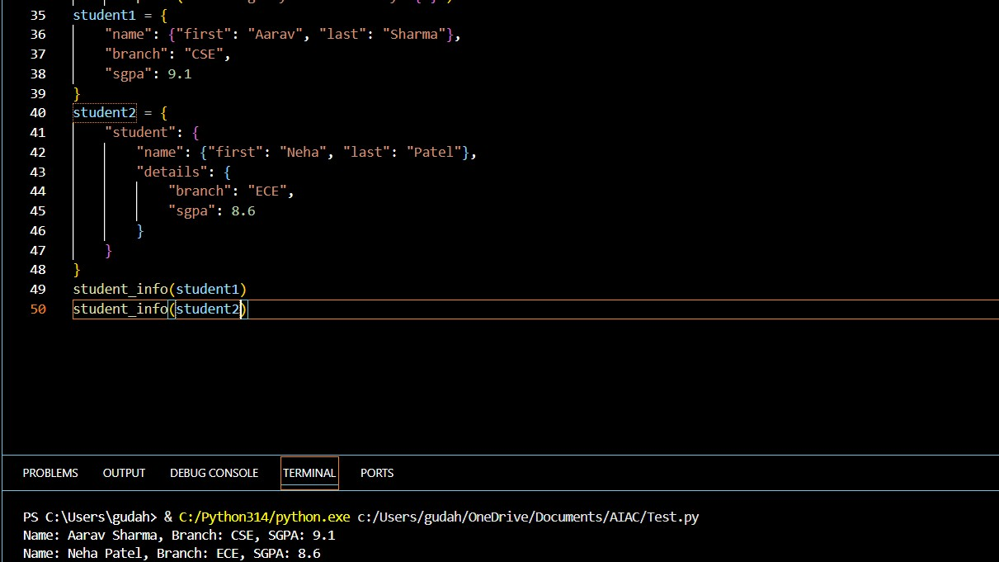 35 student1 = {
36     "name": {"first": "Aarav", "last": "Sharma"},
37     "branch": "CSE",
38     "sgpa": 9.1
39 }
40 student2 = {
41     "student": {
42         "name": {"first": "Neha", "last": "Patel"},
43         "details": {
44             "branch": "ECE",
45             "sgpa": 8.6
46         }
47     }
48 }
49 student_info(student1)
50 student_info(student2)
PROBLEMS OUTPUT DEBUG CONSOLE TERMINAL PORTS
PS C:\Users\gudah> & C:/Python314/python.exe c:/Users/gudah/OneDrive/Documents/AIAC/Test.py
Name: Aarav Sharma, Branch: CSE, SGPA: 9.1
Name: Neha Patel, Branch: ECE, SGPA: 8.6